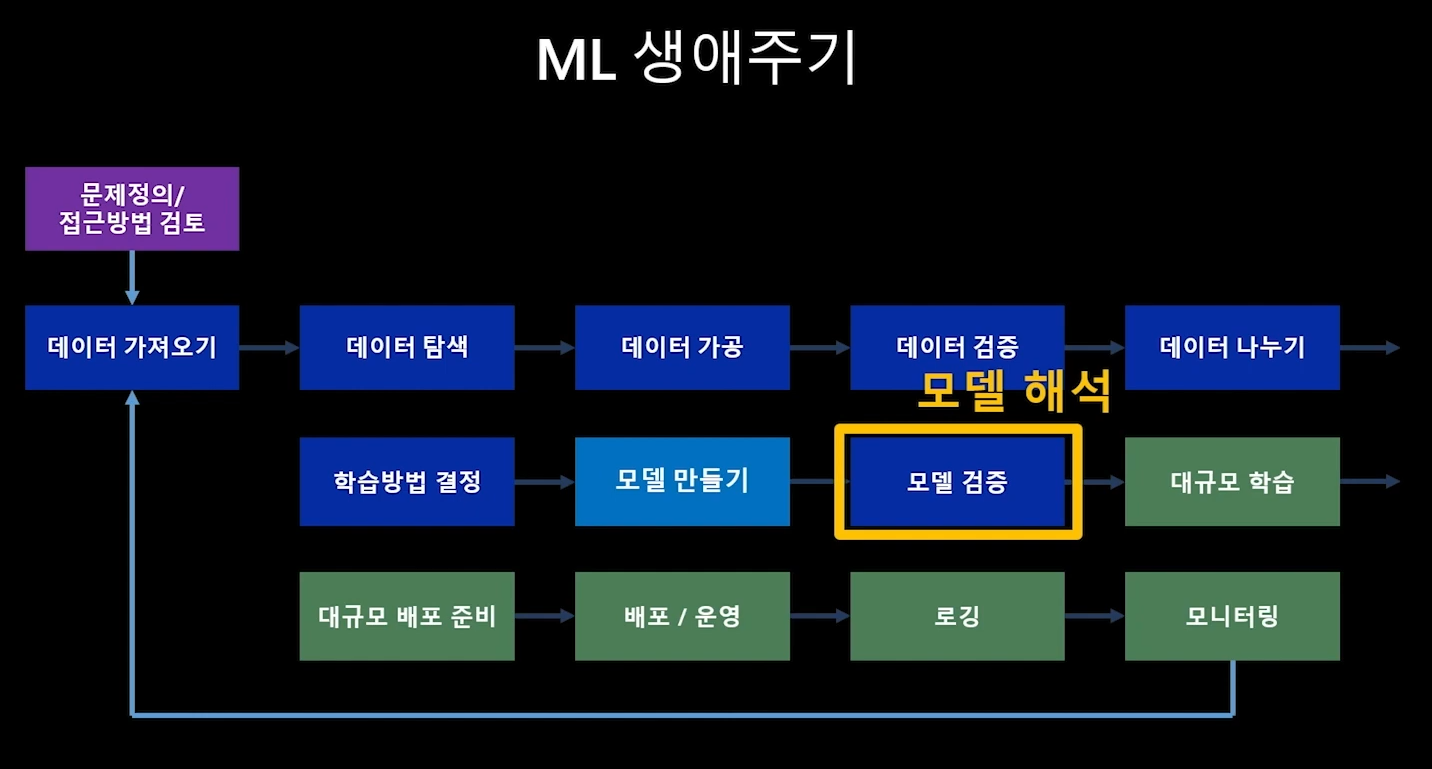 ML 생애주기
문제정의/
접근방법 검토
데이터 가져오기
데이터 탐색
데이터 가공
데이터 검증
데이터 나누기
모델 해석
학습방법 결정
모델 만들기
모델 검증
대규모 학습
대규모 배포 준비
배포 / 운영
로깅
모니터링